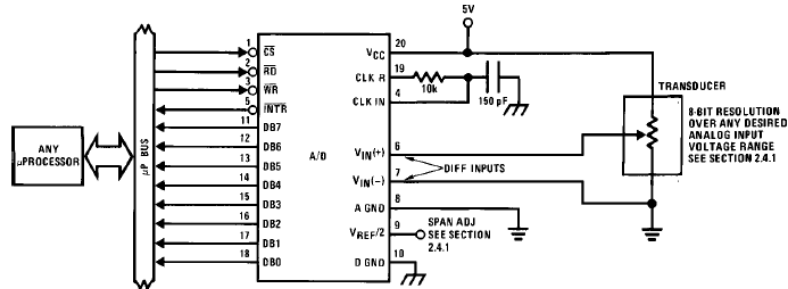 5V
1
CS
VCC
20
2
RD
CLK R
19
10k
150 pF
3
WR
CLK IN
4
5
INTR
11
DB7
12
DB6
13
DB5
14
DB4
15
DB3
16
DB2
17
DB1
18
DB0
ANY
µPROCESSOR
µP BUS
A/D
VIN(+)
6
DIFF INPUTS
VIN(−)
7
A GND
8
VREF/2
9
SPAN ADJ
SEE SECTION
2.4.1
D GND
10
TRANSDUCER
8-BIT RESOLUTION
OVER ANY DESIRED
ANALOG INPUT
VOLTAGE RANGE
SEE SECTION 2.4.1